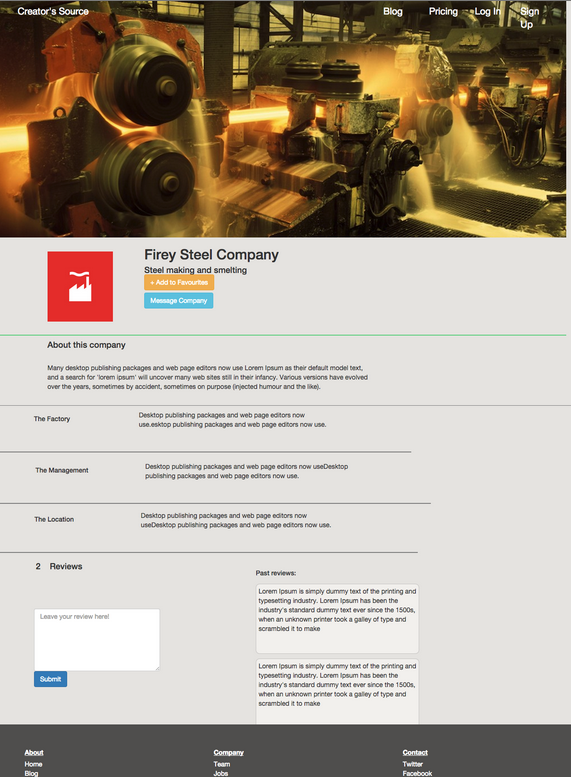 Creator's Source
Blog
Pricing
Log In
Sign
Up
Firey Steel Company
Steel making and smelting
+ Add to Favourites
Message Company
About this company
Many desktop publishing packages and web page editors now use Lorem Ipsum as their default model text,
and a search for 'lorem ipsum' will uncover many web sites still in their infancy. Various versions have evolved
over the years, sometimes by accident, sometimes on purpose (injected humour and the like).
The Factory
Desktop publishing packages and web page editors now
use.esktop publishing packages and web page editors now use.
The Management
Desktop publishing packages and web page editors now useDesktop
publishing packages and web page editors now use.
The Location
Desktop publishing packages and web page editors now
useDesktop publishing packages and web page editors now use.
2 Reviews
Leave your review here!
Submit
Past reviews:
Lorem Ipsum is simply dummy text of the printing and
typesetting industry. Lorem Ipsum has been the
industry's standard dummy text ever since the 1500s,
when an unknown printer took a galley of type and
scrambled it to make
Lorem Ipsum is simply dummy text of the printing and
typesetting industry. Lorem Ipsum has been the
industry's standard dummy text ever since the 1500s,
when an unknown printer took a galley of type and
scrambled it to make
About
Home
Blog
Company
Team
Jobs
Contact
Twitter
Facebook